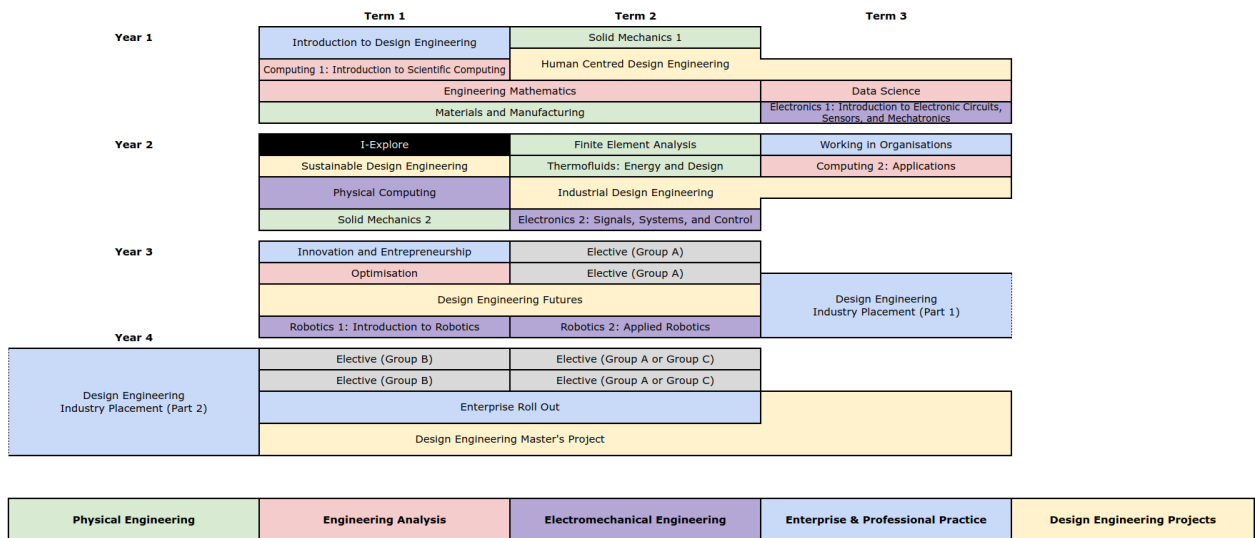 Term 1
Term 2
Term 3
Year 1
Introduction to Design Engineering
Solid Mechanics 1
Human Centred Design Engineering
Computing 1: Introduction to Scientific Computing
Engineering Mathematics
Data Science
Materials and Manufacturing
Electronics 1: Introduction to Electronic Circuits,
Sensors, and Mechatronics
Year 2
I-Explore
Finite Element Analysis
Working in Organisations
Sustainable Design Engineering
Thermofluids: Energy and Design
Computing 2: Applications
Physical Computing
Industrial Design Engineering
Solid Mechanics 2
Electronics 2: Signals, Systems, and Control
Year 3
Innovation and Entrepreneurship
Elective (Group A)
Optimisation
Elective (Group A)
Design Engineering Futures
Design Engineering
Industry Placement (Part 1)
Robotics 1: Introduction to Robotics
Robotics 2: Applied Robotics
Year 4
Elective (Group B)
Elective (Group A or Group C)
Elective (Group B)
Elective (Group A or Group C)
Design Engineering
Industry Placement (Part 2)
Enterprise Roll Out
Design Engineering Master's Project
Physical Engineering
Engineering Analysis
Electromechanical Engineering
Enterprise & Professional Practice
Design Engineering Projects